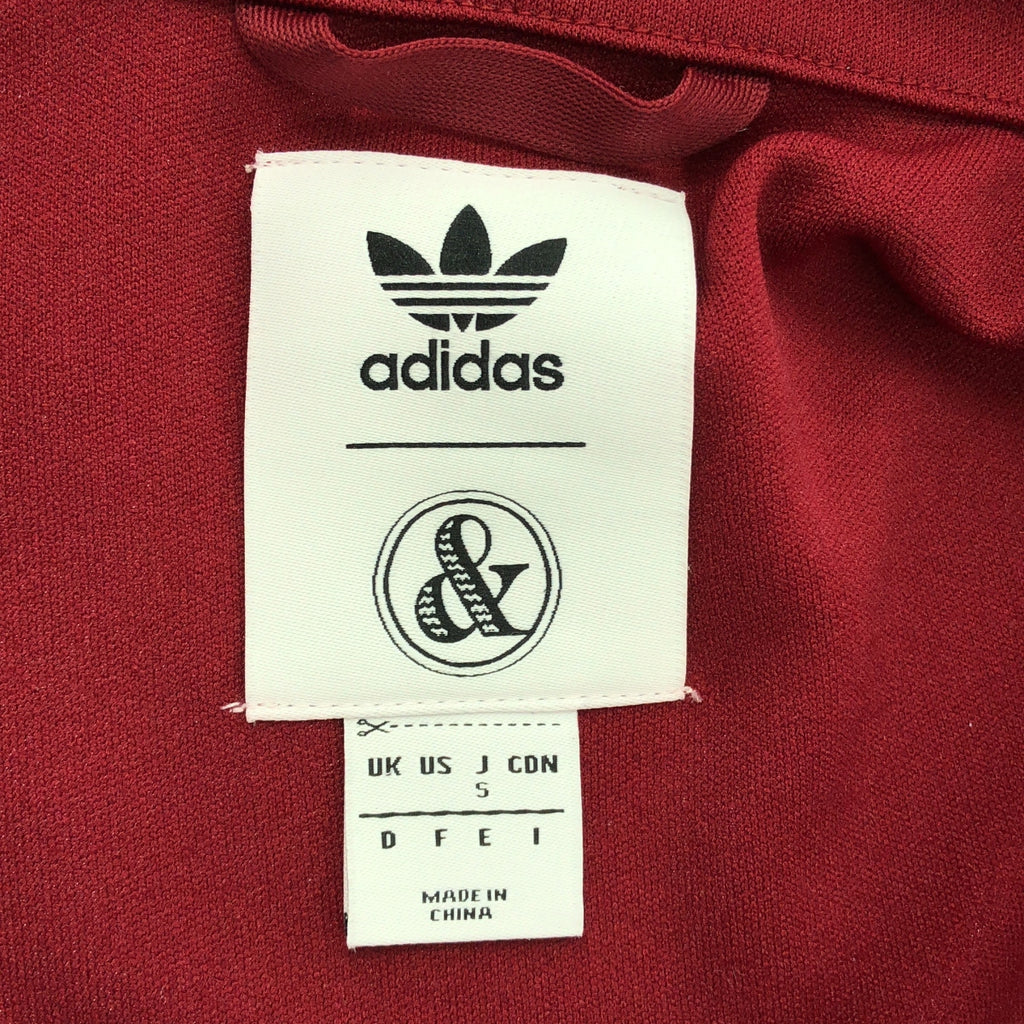 adidas
&
UK US J CDN
S
D F E I
MADE IN
CHINA